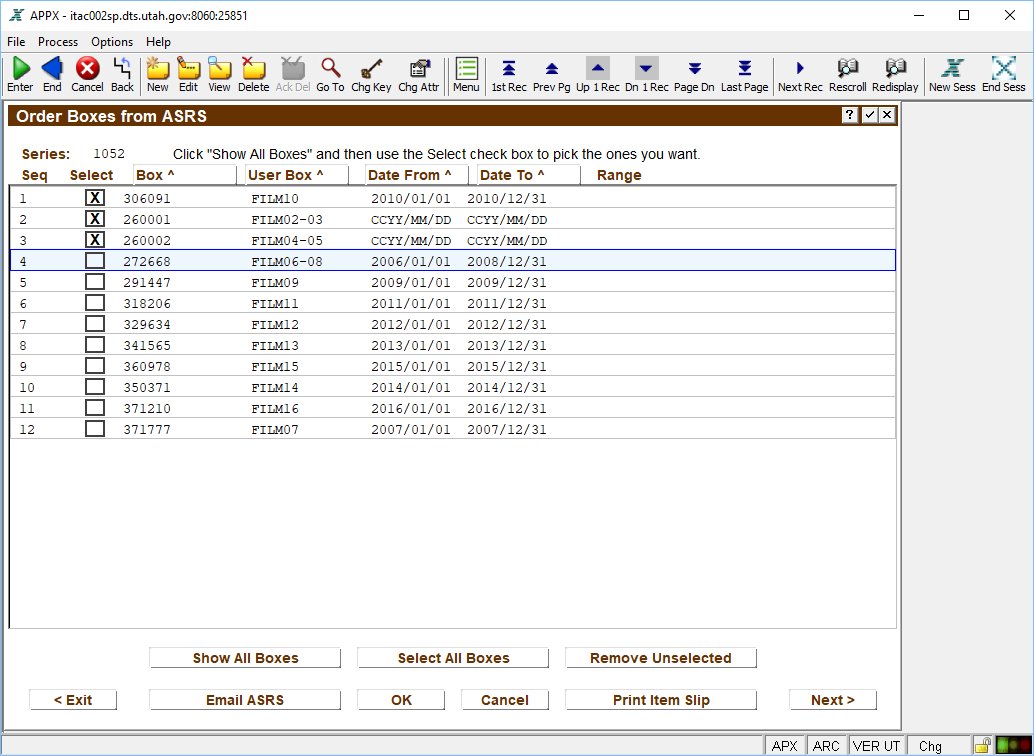 APPX - itac002sp.dts.utah.gov:8060:25851
File Process Options Help
Enter End Cancel Back New Edit View Delete Ack Del Go To Chg Key Chg Attr Menu 1st Rec Prev Pg Up 1 Rec Dn 1 Rec Page Dn Last Page Next Rec Rescroll Redisplay New Sess End Sess
Order Boxes from ASRS ?
Series: 1052 Click "Show All Boxes" and then use the Select check box to pick the ones you want.
Seq Select Box ^ User Box ^ Date From ^ Date To ^ Range
1 X 306091 FILM10 2010/01/01 2010/12/31
2 X 260001 FILM02-03 CCYY/MM/DD CCYY/MM/DD
3 X 260002 FILM04-05 CCYY/MM/DD CCYY/MM/DD
4 272668 FILM06-08 2006/01/01 2008/12/31
5 291447 FILM09 2009/01/01 2009/12/31
6 318206 FILM11 2011/01/01 2011/12/31
7 329634 FILM12 2012/01/01 2012/12/31
8 341565 FILM13 2013/01/01 2013/12/31
9 360978 FILM15 2015/01/01 2015/12/31
10 350371 FILM14 2014/01/01 2014/12/31
11 371210 FILM16 2016/01/01 2016/12/31
12 371777 FILM07 2007/01/01 2007/12/31
Show All Boxes Select All Boxes Remove Unselected
< Exit Email ASRS OK Cancel Print Item Slip Next >
APX ARC VER UT Chg